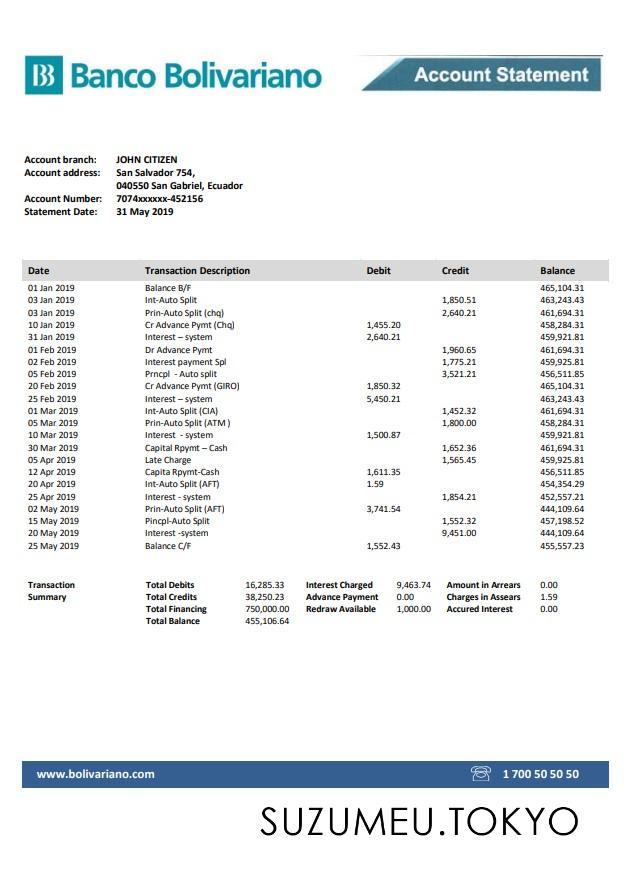 Banco Bolivariano
Account Statement
Account branch: JOHN CITIZEN
Account address: San Salvador 754,
040550 San Gabriel, Ecuador
Account Number: 7074xxxxxx-452156
Statement Date: 31 May 2019
Date Transaction Description Debit Credit Balance
01 Jan 2019 Balance B/F 465,104.31
03 Jan 2019 Int-Auto Split 1,850.51 463,243.43
03 Jan 2019 Prin-Auto Split (chq) 2,640.21 461,694.31
10 Jan 2019 Cr Advance Pymt (Chq) 1,455.20 458,284.31
31 Jan 2019 Interest – system 2,640.21 459,921.81
01 Feb 2019 Dr Advance Pymt 1,960.65 461,694.31
02 Feb 2019 Interest payment Spl 1,775.21 459,925.81
05 Feb 2019 Prncpl - Auto split 3,521.21 456,511.85
20 Feb 2019 Cr Advance Pymt (GIRO) 1,850.32 465,104.31
25 Feb 2019 Interest – system 5,450.21 463,243.43
01 Mar 2019 Int-Auto Split (CIA) 1,452.32 461,694.31
05 Mar 2019 Prin-Auto Split (ATM ) 1,800.00 458,284.31
10 Mar 2019 Interest - system 1,500.87 459,921.81
30 Mar 2019 Capital Rpymt – Cash 1,652.36 461,694.31
05 Apr 2019 Late Charge 1,565.45 459,925.81
12 Apr 2019 Capita Rpymt-Cash 1,611.35 456,511.85
20 Apr 2019 Int-Auto Split (AFT) 1.59 454,354.29
25 Apr 2019 Interest - system 1,854.21 452,557.21
02 May 2019 Prin-Auto Split (AFT) 3,741.54 444,109.64
15 May 2019 Pincpl-Auto Split 1,552.32 457,198.52
20 May 2019 Interest -system 9,451.00 444,109.64
25 May 2019 Balance C/F 1,552.43 455,557.23
Transaction Total Debits 16,285.33 Interest Charged 9,463.74 Amount in Arrears 0.00
Summary Total Credits 38,250.23 Advance Payment 0.00 Charges in Assears 1.59
Total Financing 750,000.00 Redraw Available 1,000.00 Accured Interest 0.00
Total Balance 455,106.64
www.bolivariano.com 1 700 50 50 50
SUZUMEU.TOKYO